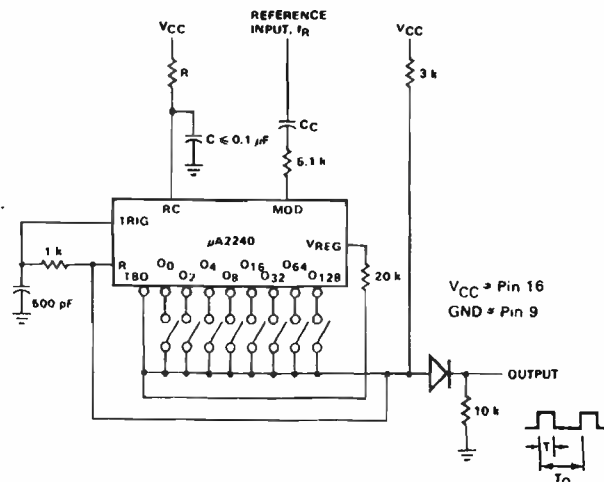 VCC
REFERENCE
INPUT, fR
VCC
R
3 k
C ≤ 0.1 µF
CC
5.1 k
RC
MOD
TRIG
µA2240
VREG
1 k
R
O0
O4
O16
O64
TBO
O2
O8
O32
O128
20 k
500 pF
VCC = Pin 16
GND = Pin 9
OUTPUT
10 k
T
TO